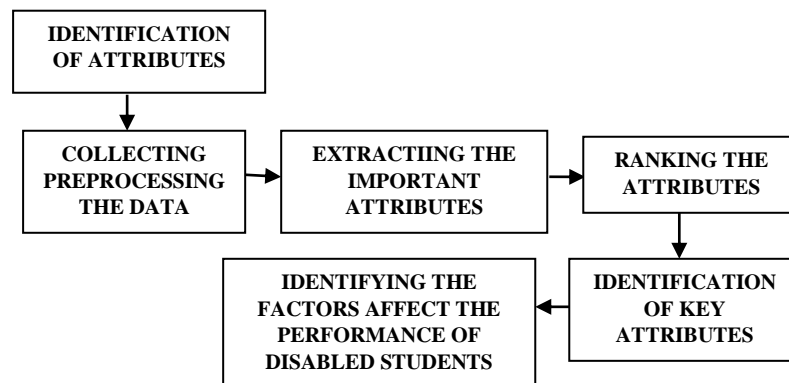 IDENTIFICATION
OF ATTRIBUTES
COLLECTING
PREPROCESSING
THE DATA
EXTRACTIING THE
IMPORTANT
ATTRIBUTES
RANKING THE
ATTRIBUTES
IDENTIFICATION
OF KEY
ATTRIBUTES
IDENTIFYING THE
FACTORS AFFECT THE
PERFORMANCE OF
DISABLED STUDENTS